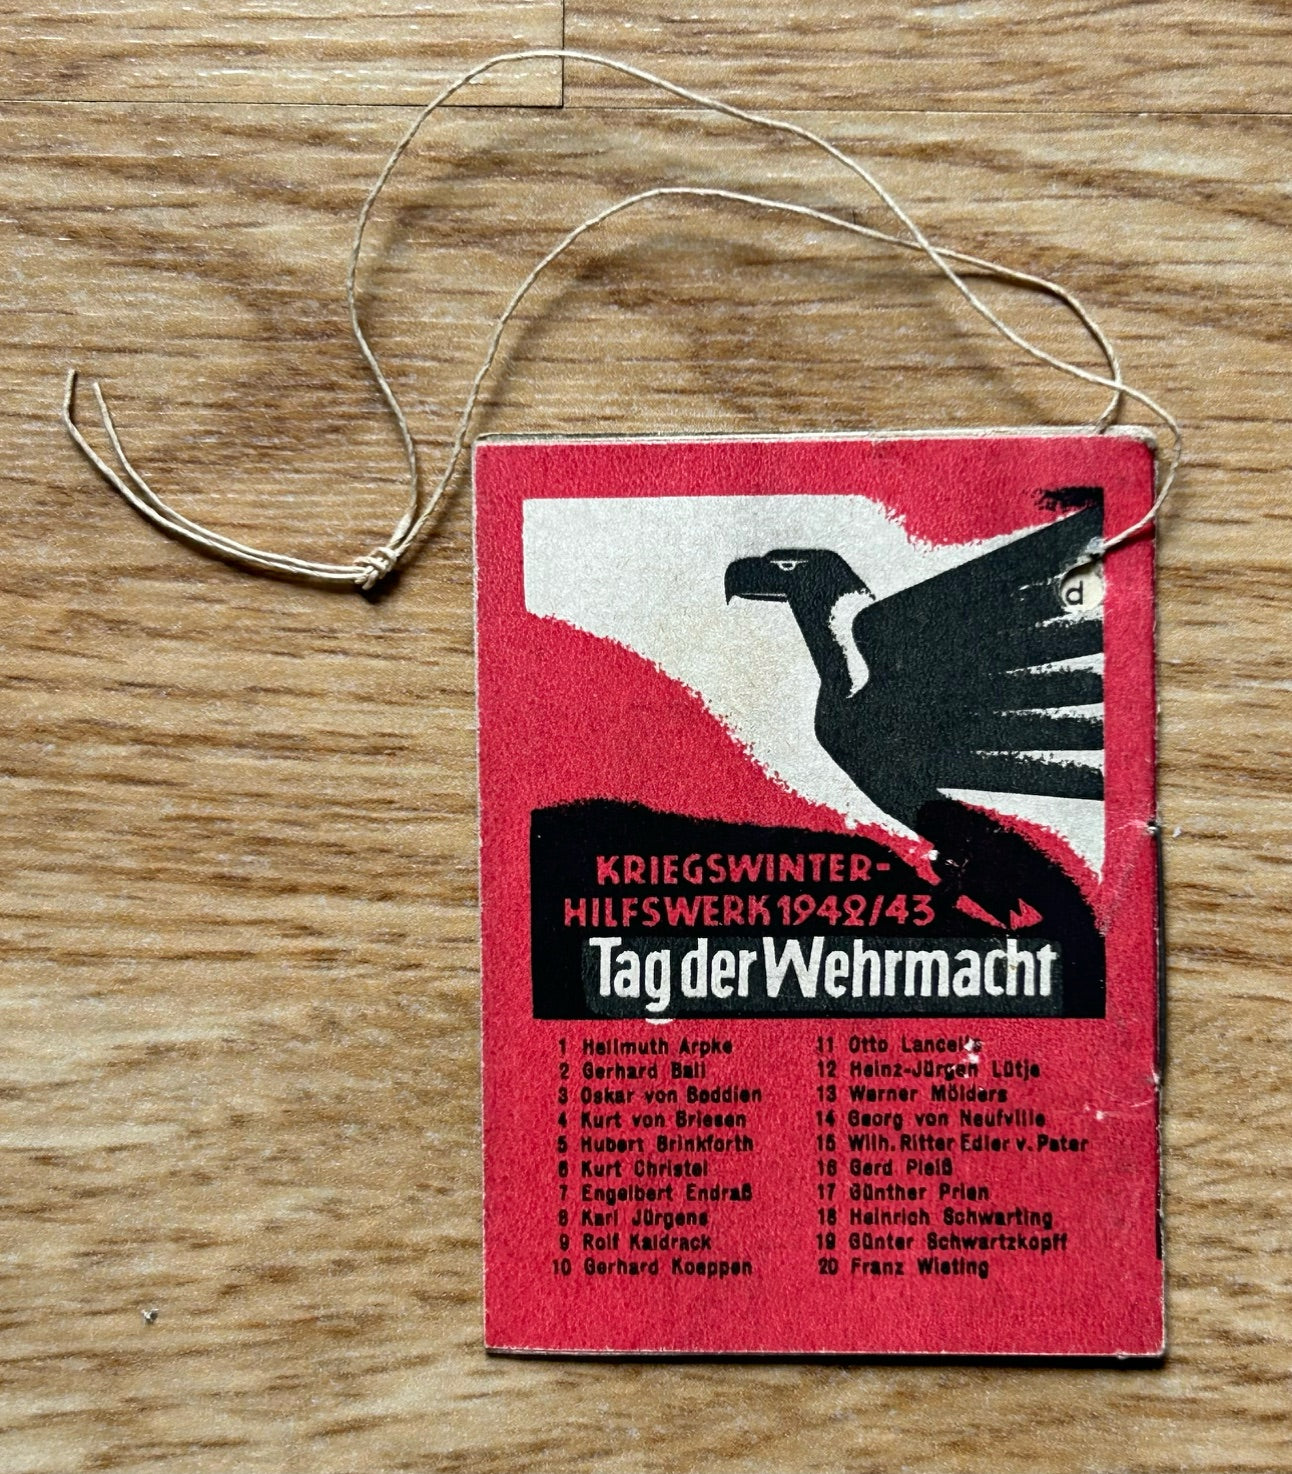 d
KRIEGSWINTER-
HILFSWERK 1942/43
Tag der Wehrmacht
1 Hellmuth Arpke
2 Gerhard Ball
3 Oskar von Boddien
4 Kurt von Briesen
5 Hubert Brinkforth
6 Kurt Christel
7 Engelbert Endraß
8 Karl Jürgens
9 Rolf Kaldrack
10 Gerhard Koeppen
11 Otto Lancelle
12 Heinz-Jürgen Lütje
13 Werner Mölders
14 Georg von Neufville
15 Wilh. Ritter Edler v. Peter
16 Gerd Pleiß
17 Günther Prien
18 Heinrich Schwarting
19 Günter Schwartzkopff
20 Franz Wieting